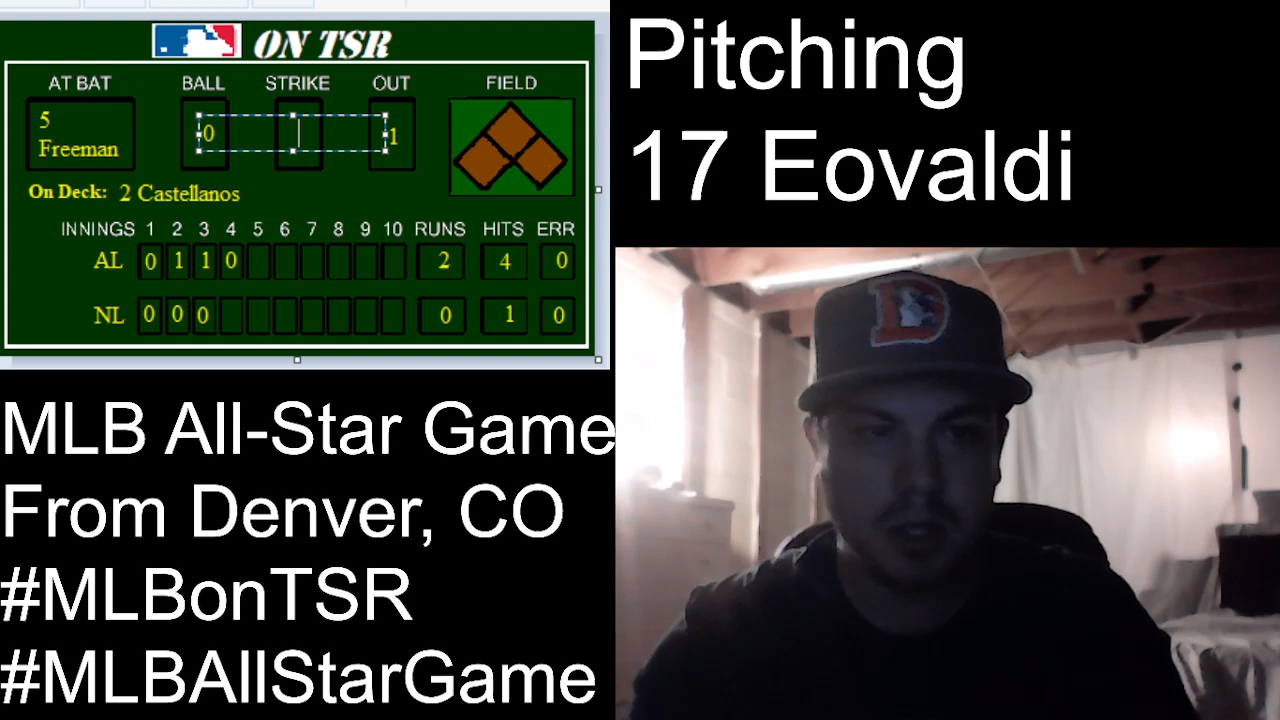 ON TSR
AT BAT BALL STRIKE OUT FIELD
5
Freeman
0 1
On Deck: 2 Castellanos
INNINGS 1 2 3 4 5 6 7 8 9 10 RUNS HITS ERR
AL 0 1 1 0 2 4 0
NL 0 0 0 0 1 0
Pitching
17 Eovaldi
MLB All-Star Game
From Denver, CO
#MLBonTSR
#MLBAllStarGame